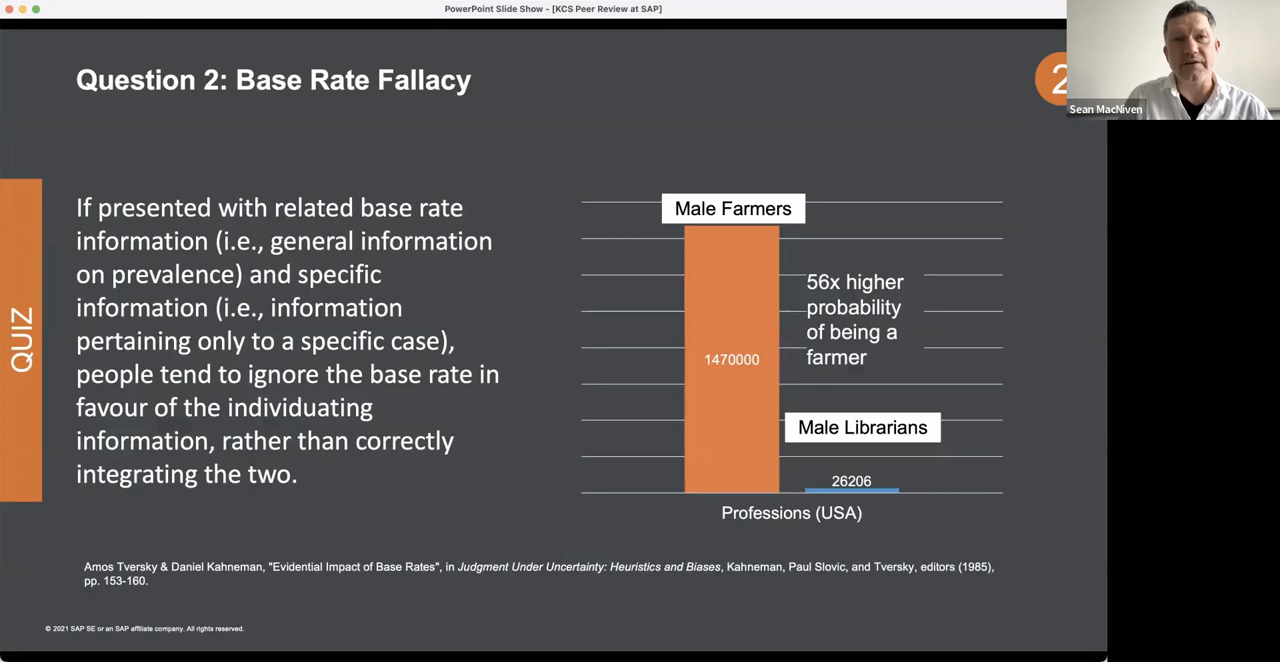 PowerPoint Slide Show - [KCS Peer Review at SAP]
Sean MacNiven
Question 2: Base Rate Fallacy
2
QUIZ
If presented with related base rate
information (i.e., general information
on prevalence) and specific
information (i.e., information
pertaining only to a specific case),
people tend to ignore the base rate in
favour of the individuating
information, rather than correctly
integrating the two.
Male Farmers
56x higher
probability
of being a
farmer
1470000
Male Librarians
26206
Professions (USA)
Amos Tversky & Daniel Kahneman, "Evidential Impact of Base Rates", in Judgment Under Uncertainty: Heuristics and Biases, Kahneman, Paul Slovic, and Tversky, editors (1985),
pp. 153-160.
© 2021 SAP SE or an SAP affiliate company. All rights reserved.